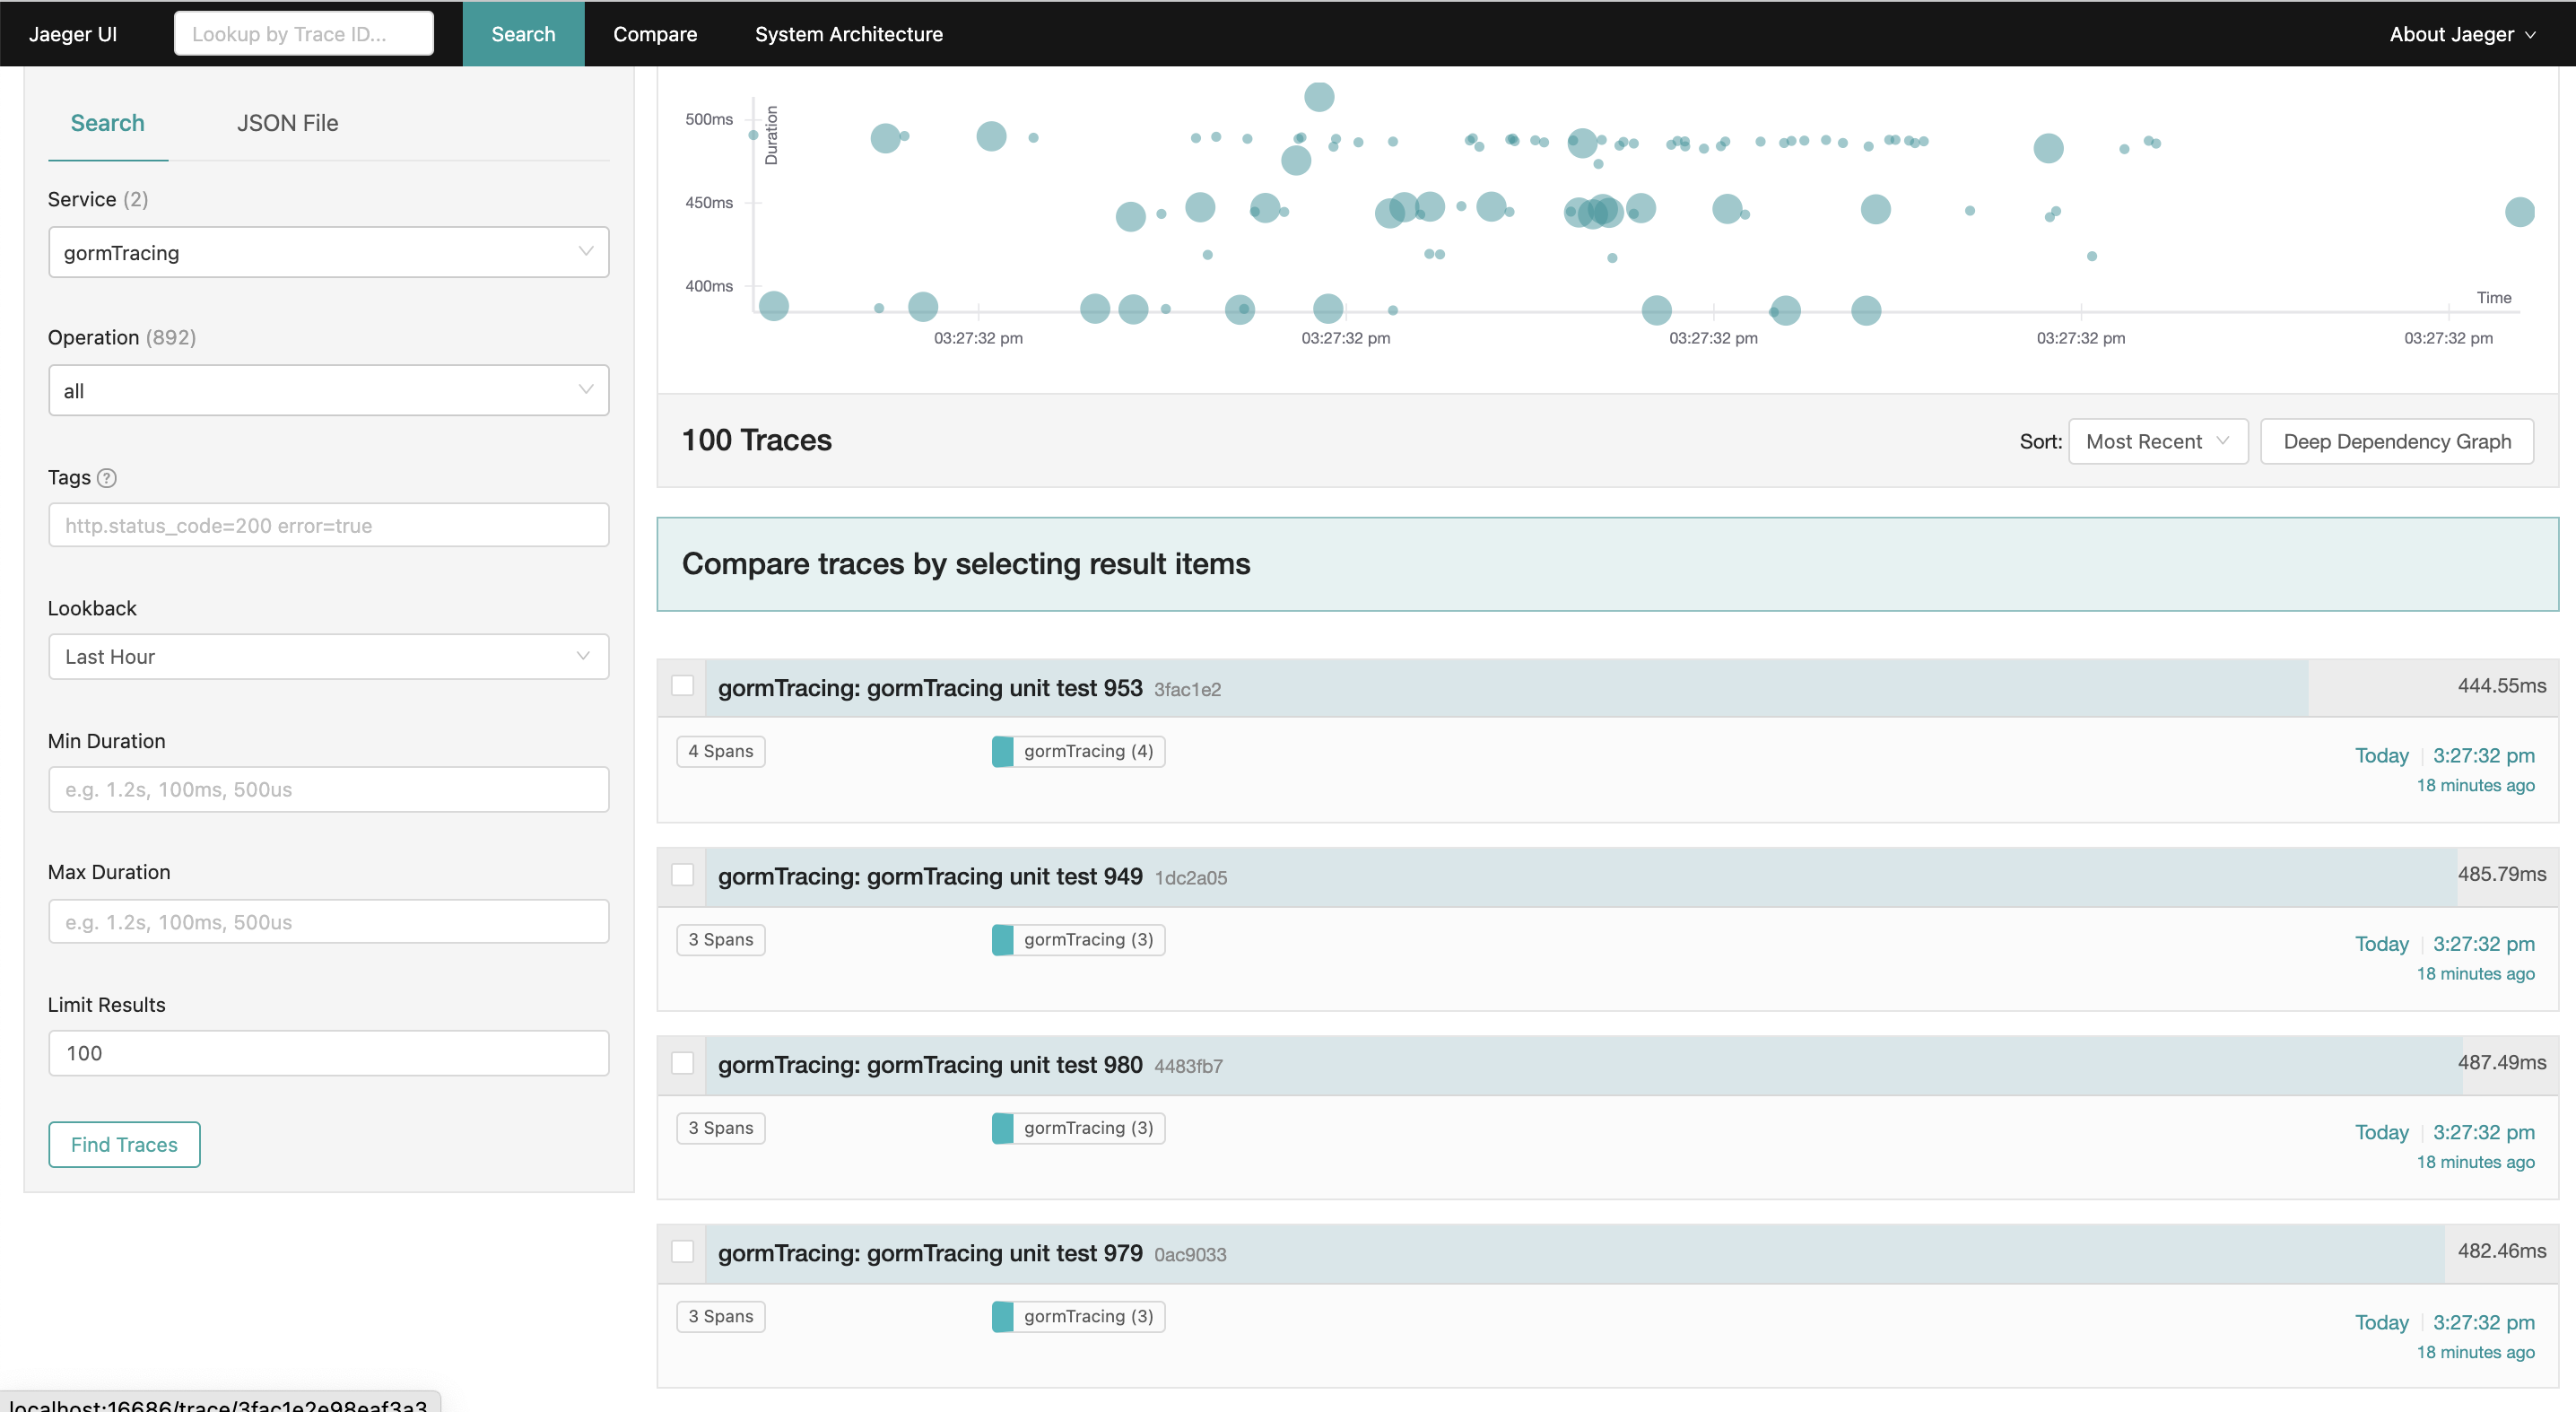 Jaeger UI
Lookup by Trace ID...
Search
Compare
System Architecture
About Jaeger
Search
JSON File
Service (2)
gormTracing
Operation (892)
all
Tags ?
http.status_code=200 error=true
Lookback
Last Hour
Min Duration
e.g. 1.2s, 100ms, 500us
Max Duration
e.g. 1.2s, 100ms, 500us
Limit Results
100
Find Traces
Duration
500ms
450ms
400ms
Time
03:27:32 pm
03:27:32 pm
03:27:32 pm
03:27:32 pm
03:27:32 pm
100 Traces
Sort: Most Recent
Deep Dependency Graph
Compare traces by selecting result items
gormTracing: gormTracing unit test 953 3fac1e2
444.55ms
4 Spans
gormTracing (4)
Today 3:27:32 pm
18 minutes ago
gormTracing: gormTracing unit test 949 1dc2a05
485.79ms
3 Spans
gormTracing (3)
Today 3:27:32 pm
18 minutes ago
gormTracing: gormTracing unit test 980 4483fb7
487.49ms
3 Spans
gormTracing (3)
Today 3:27:32 pm
18 minutes ago
gormTracing: gormTracing unit test 979 0ac9033
482.46ms
3 Spans
gormTracing (3)
Today 3:27:32 pm
18 minutes ago
localhost:16686/trace/3fac1e2e98eaf3a3